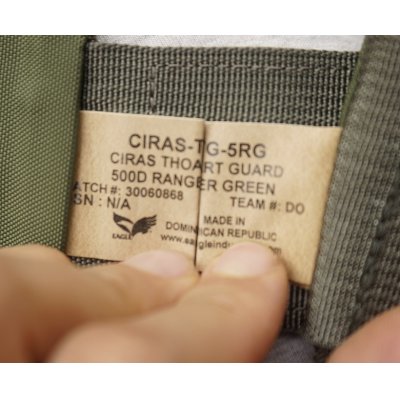 CIRAS-TG-5RG
CIRAS THOART GUARD
500D RANGER GREEN
ATCH #: 30060868 TEAM #: DO
SN : N/A
EAGLE
MADE IN
DOMINICAN REPUBLIC